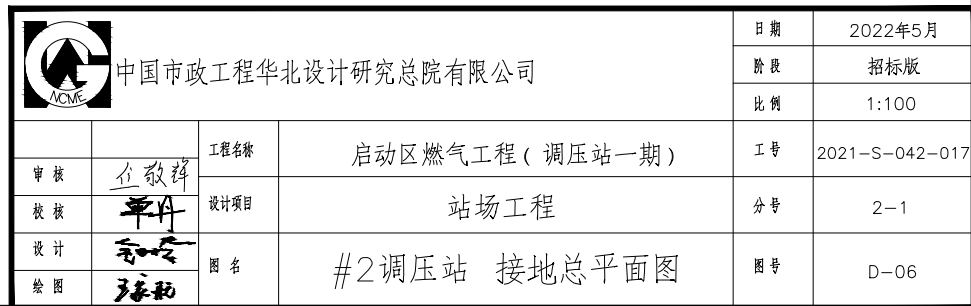 NCME
中国市政工程华北设计研究总院有限公司
日期 2022年5月
阶段 招标版
比例 1:100
工程名称 启动区燃气工程(调压站一期)
工号 2021-S-042-017
审核
设计项目 站场工程
分号 2-1
校核 单丹
设计
图名 #2调压站 接地总平面图
图号 D-06
绘图